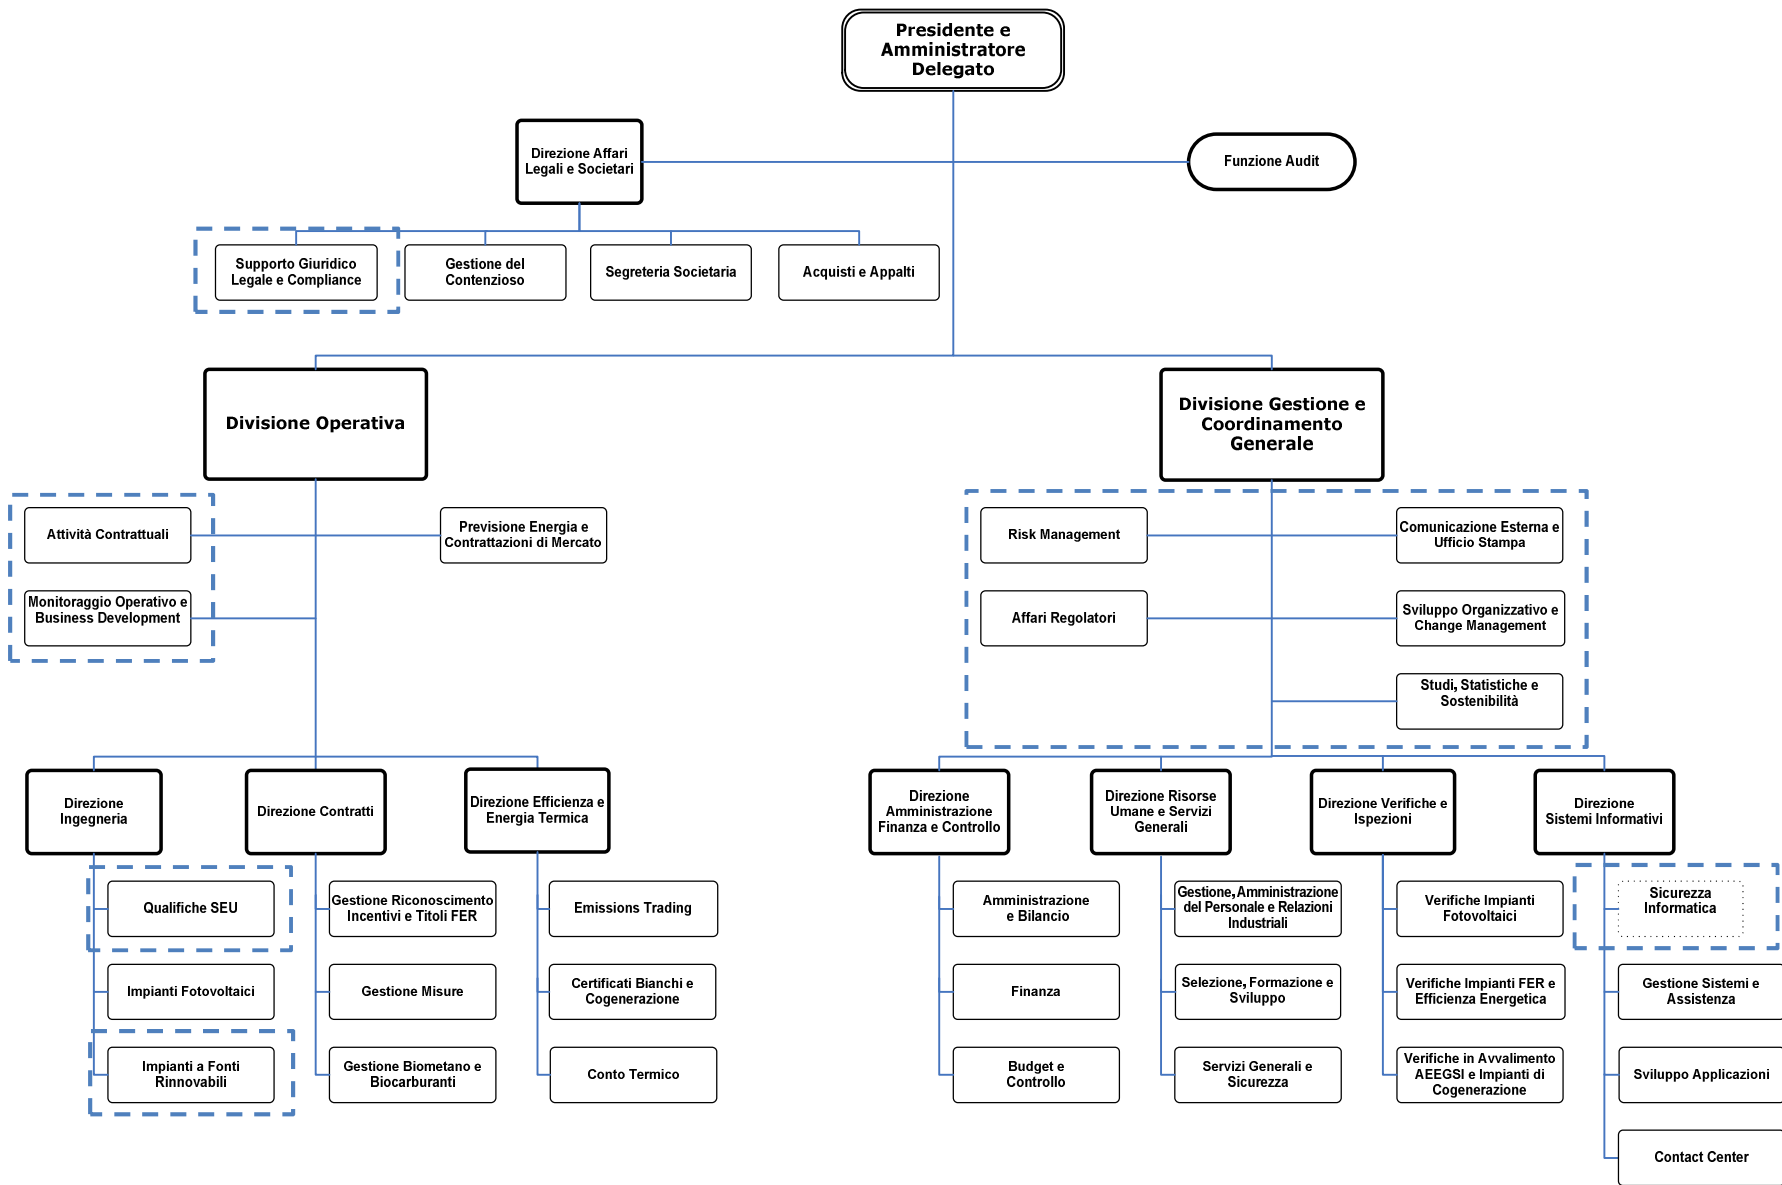 Presidente e
Amministratore
Delegato
Direzione Affari
Legali e Societari
Funzione Audit
Supporto Giuridico
Legale e Compliance
Gestione del
Contenzioso
Segreteria Societaria
Acquisti e Appalti
Divisione Operativa
Divisione Gestione e
Coordinamento
Generale
Attività Contrattuali
Previsione Energia e
Contrattazioni di Mercato
Monitoraggio Operativo e
Business Development
Risk Management
Comunicazione Esterna e
Ufficio Stampa
Affari Regolatori
Sviluppo Organizzativo e
Change Management
Studi, Statistiche e
Sostenibilità
Direzione
Ingegneria
Direzione Contratti
Direzione Efficienza e
Energia Termica
Direzione
Amministrazione
Finanza e Controllo
Direzione Risorse
Umane e Servizi
Generali
Direzione Verifiche e
Ispezioni
Direzione
Sistemi Informativi
Qualifiche SEU
Gestione Riconoscimento
Incentivi e Titoli FER
Emissions Trading
Amministrazione
e Bilancio
Gestione, Amministrazione
del Personale e Relazioni
Industriali
Verifiche Impianti
Fotovoltaici
Sicurezza
Informatica
Impianti Fotovoltaici
Gestione Misure
Certificati Bianchi e
Cogenerazione
Finanza
Selezione, Formazione e
Sviluppo
Verifiche Impianti FER e
Efficienza Energetica
Gestione Sistemi e
Assistenza
Impianti a Fonti
Rinnovabili
Gestione Biometano e
Biocarburanti
Conto Termico
Budget e
Controllo
Servizi Generali e
Sicurezza
Verifiche in Avvalimento
AEEGSI e Impianti di
Cogenerazione
Sviluppo Applicazioni
Contact Center